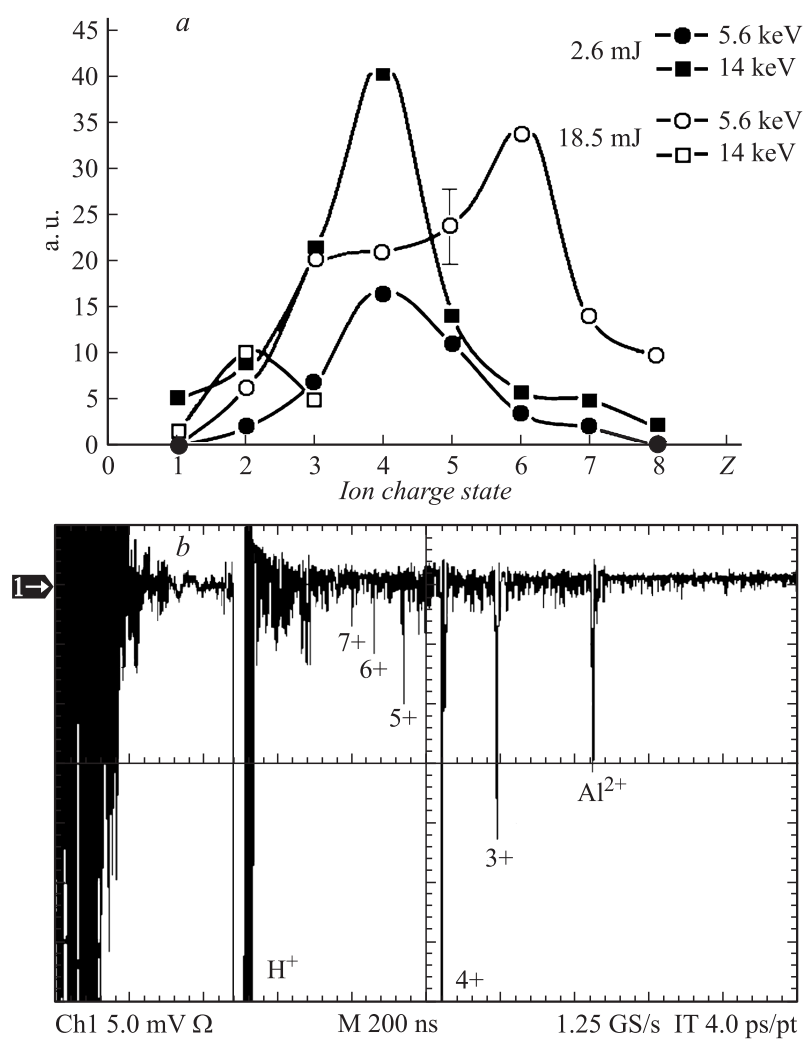 a
45
40
35
30
25
20
15
10
5
0
a. u.
2.6 mJ
5.6 keV
14 keV
18.5 mJ
5.6 keV
14 keV
0 1 2 3 4 5 6 7 8 Z
Ion charge state
b
1
7+
6+
5+
Al²⁺
3+
H⁺
4+
Ch1 5.0 mV Ω M 200 ns 1.25 GS/s IT 4.0 ps/pt